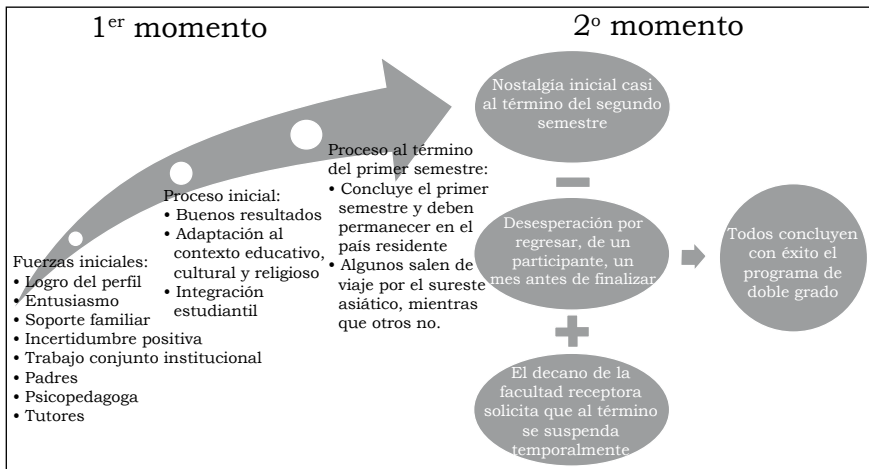 1er momento
Fuerzas iniciales:
• Logro del perfil
• Entusiasmo
• Soporte familiar
• Incertidumbre positiva
• Trabajo conjunto institucional
• Padres
• Psicopedagoga
• Tutores
Proceso inicial:
• Buenos resultados
• Adaptación al
contexto educativo,
cultural y religioso
• Integración
estudiantil
Proceso al término
del primer semestre:
• Concluye el primer
semestre y deben
permanecer en el
país residente
• Algunos salen de
viaje por el sureste
asiático, mientras
que otros no.
2o momento
Nostalgía inicial casi
al término del segundo
semestre
Desesperación por
regresar, de un
participante, un
mes antes de finalizar
El decano de la
facultad receptora
solicita que al término
se suspenda
temporalmente
Todos concluyen
con éxito el
programa de
doble grado